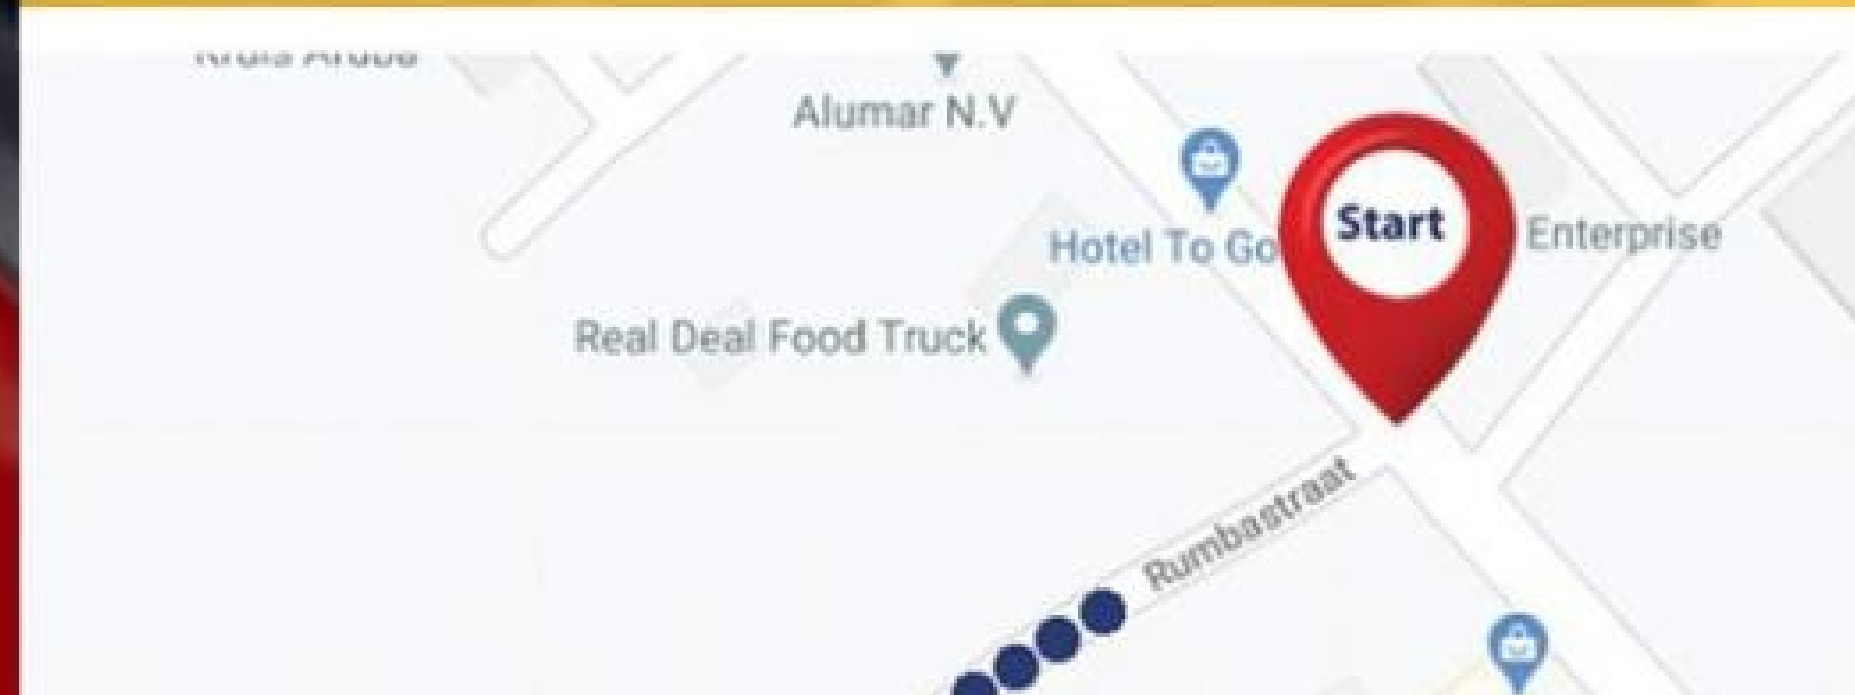 Alumar N.V
Start
Hotel To Go
Enterprise
Real Deal Food Truck
Rumbastraat